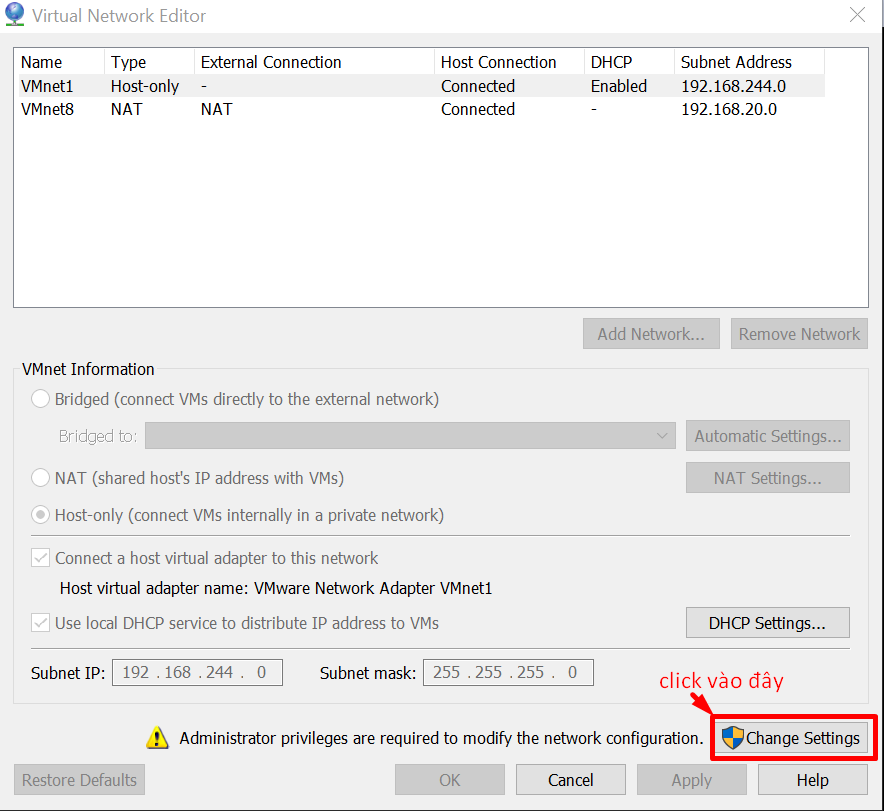 Virtual Network Editor
Name Type External Connection Host Connection DHCP Subnet Address
VMnet1 Host-only - Connected Enabled 192.168.244.0
VMnet8 NAT NAT Connected - 192.168.20.0
Add Network... Remove Network
VMnet Information
Bridged (connect VMs directly to the external network)
Bridged to: Automatic Settings...
NAT (shared host's IP address with VMs) NAT Settings...
Host-only (connect VMs internally in a private network)
Connect a host virtual adapter to this network
Host virtual adapter name: VMware Network Adapter VMnet1
Use local DHCP service to distribute IP address to VMs DHCP Settings...
Subnet IP: 192 . 168 . 244 . 0 Subnet mask: 255 . 255 . 255 . 0
click vào đây
Administrator privileges are required to modify the network configuration. Change Settings
Restore Defaults OK Cancel Apply Help